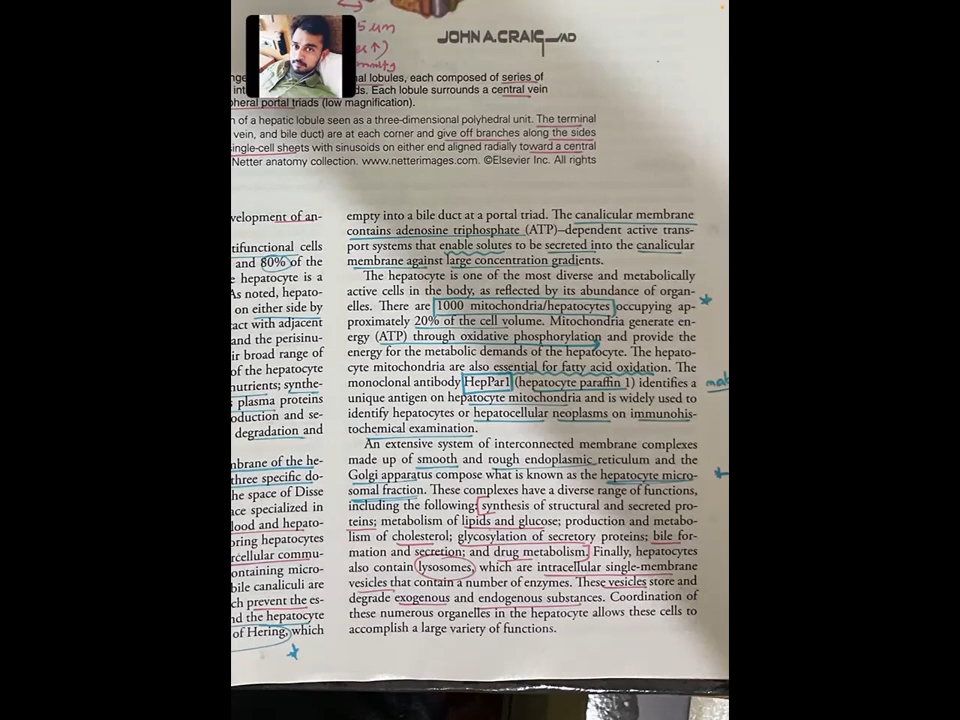 5 um
JOHN A. CRAIG_AD
al lobules, each composed of series of
ds. Each lobule surrounds a central vein
pheral portal triads (low magnification).
n of a hepatic lobule seen as a three-dimensional polyhedral unit. The terminal
vein, and bile duct) are at each corner and give off branches along the sides
single-cell sheets with sinusoids on either end aligned radially toward a central
Netter anatomy collection. www.netterimages.com. ©Elsevier Inc. All rights
velopment of an-
tifunctional cells
and 80% of the
e hepatocyte is a
As noted, hepato-
on either side by
act with adjacent
and the perisinu-
ir broad range of
of the hepatocyte
nutrients; synthe-
s plasma proteins
oduction and se-
degradation and
mbrane of the he-
three specific do-
he space of Disse
ace specialized in
lood and hepato-
oring hepatocytes
rcellular commu-
ontaining micro-
bile canaliculi are
ch prevent the es-
nd the hepatocyte
of Hering, which
empty into a bile duct at a portal triad. The canalicular membrane
contains adenosine triphosphate (ATP)–dependent active trans-
port systems that enable solutes to be secreted into the canalicular
membrane against large concentration gradients.
The hepatocyte is one of the most diverse and metabolically
active cells in the body, as reflected by its abundance of organ-
elles. There are 1000 mitochondria/hepatocytes occupying ap-
proximately 20% of the cell volume. Mitochondria generate en-
ergy (ATP) through oxidative phosphorylation and provide the
energy for the metabolic demands of the hepatocyte. The hepato-
cyte mitochondria are also essential for fatty acid oxidation. The
monoclonal antibody HepPar1 (hepatocyte paraffin 1) identifies a
unique antigen on hepatocyte mitochondria and is widely used to
identify hepatocytes or hepatocellular neoplasms on immunohis-
tochemical examination.
An extensive system of interconnected membrane complexes
made up of smooth and rough endoplasmic reticulum and the
Golgi apparatus compose what is known as the hepatocyte micro-
somal fraction. These complexes have a diverse range of functions,
including the following: synthesis of structural and secreted pro-
teins; metabolism of lipids and glucose; production and metabo-
lism of cholesterol; glycosylation of secretory proteins; bile for-
mation and secretion; and drug metabolism. Finally, hepatocytes
also contain lysosomes, which are intracellular single-membrane
vesicles that contain a number of enzymes. These vesicles store and
degrade exogenous and endogenous substances. Coordination of
these numerous organelles in the hepatocyte allows these cells to
accomplish a large variety of functions.